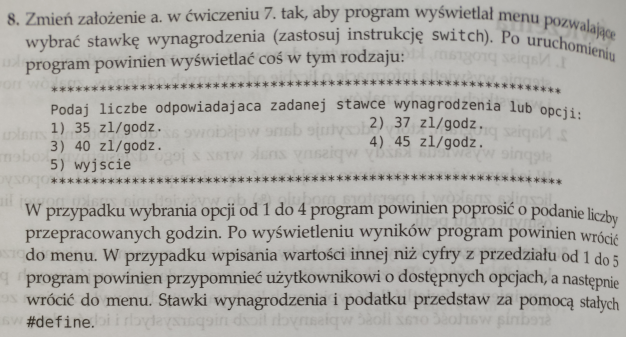 8. Zmień założenie a. w ćwiczeniu 7. tak, aby program wyświetlał menu pozwalające
wybrać stawkę wynagrodzenia (zastosuj instrukcję switch). Po uruchomieniu
program powinien wyświetlać coś w tym rodzaju:
*****************************************************************
Podaj liczbe odpowiadajaca zadanej stawce wynagrodzenia lub opcji:
1) 35 zl/godz. 2) 37 zl/godz.
3) 40 zl/godz. 4) 45 zl/godz.
5) wyjscie
*****************************************************************
W przypadku wybrania opcji od 1 do 4 program powinien poprosić o podanie liczby
przepracowanych godzin. Po wyświetleniu wyników program powinien wrócić
do menu. W przypadku wpisania wartości innej niż cyfry z przedziału od 1 do 5
program powinien przypomnieć użytkownikowi o dostępnych opcjach, a następnie
wrócić do menu. Stawki wynagrodzenia i podatku przedstaw za pomocą stałych
#define.